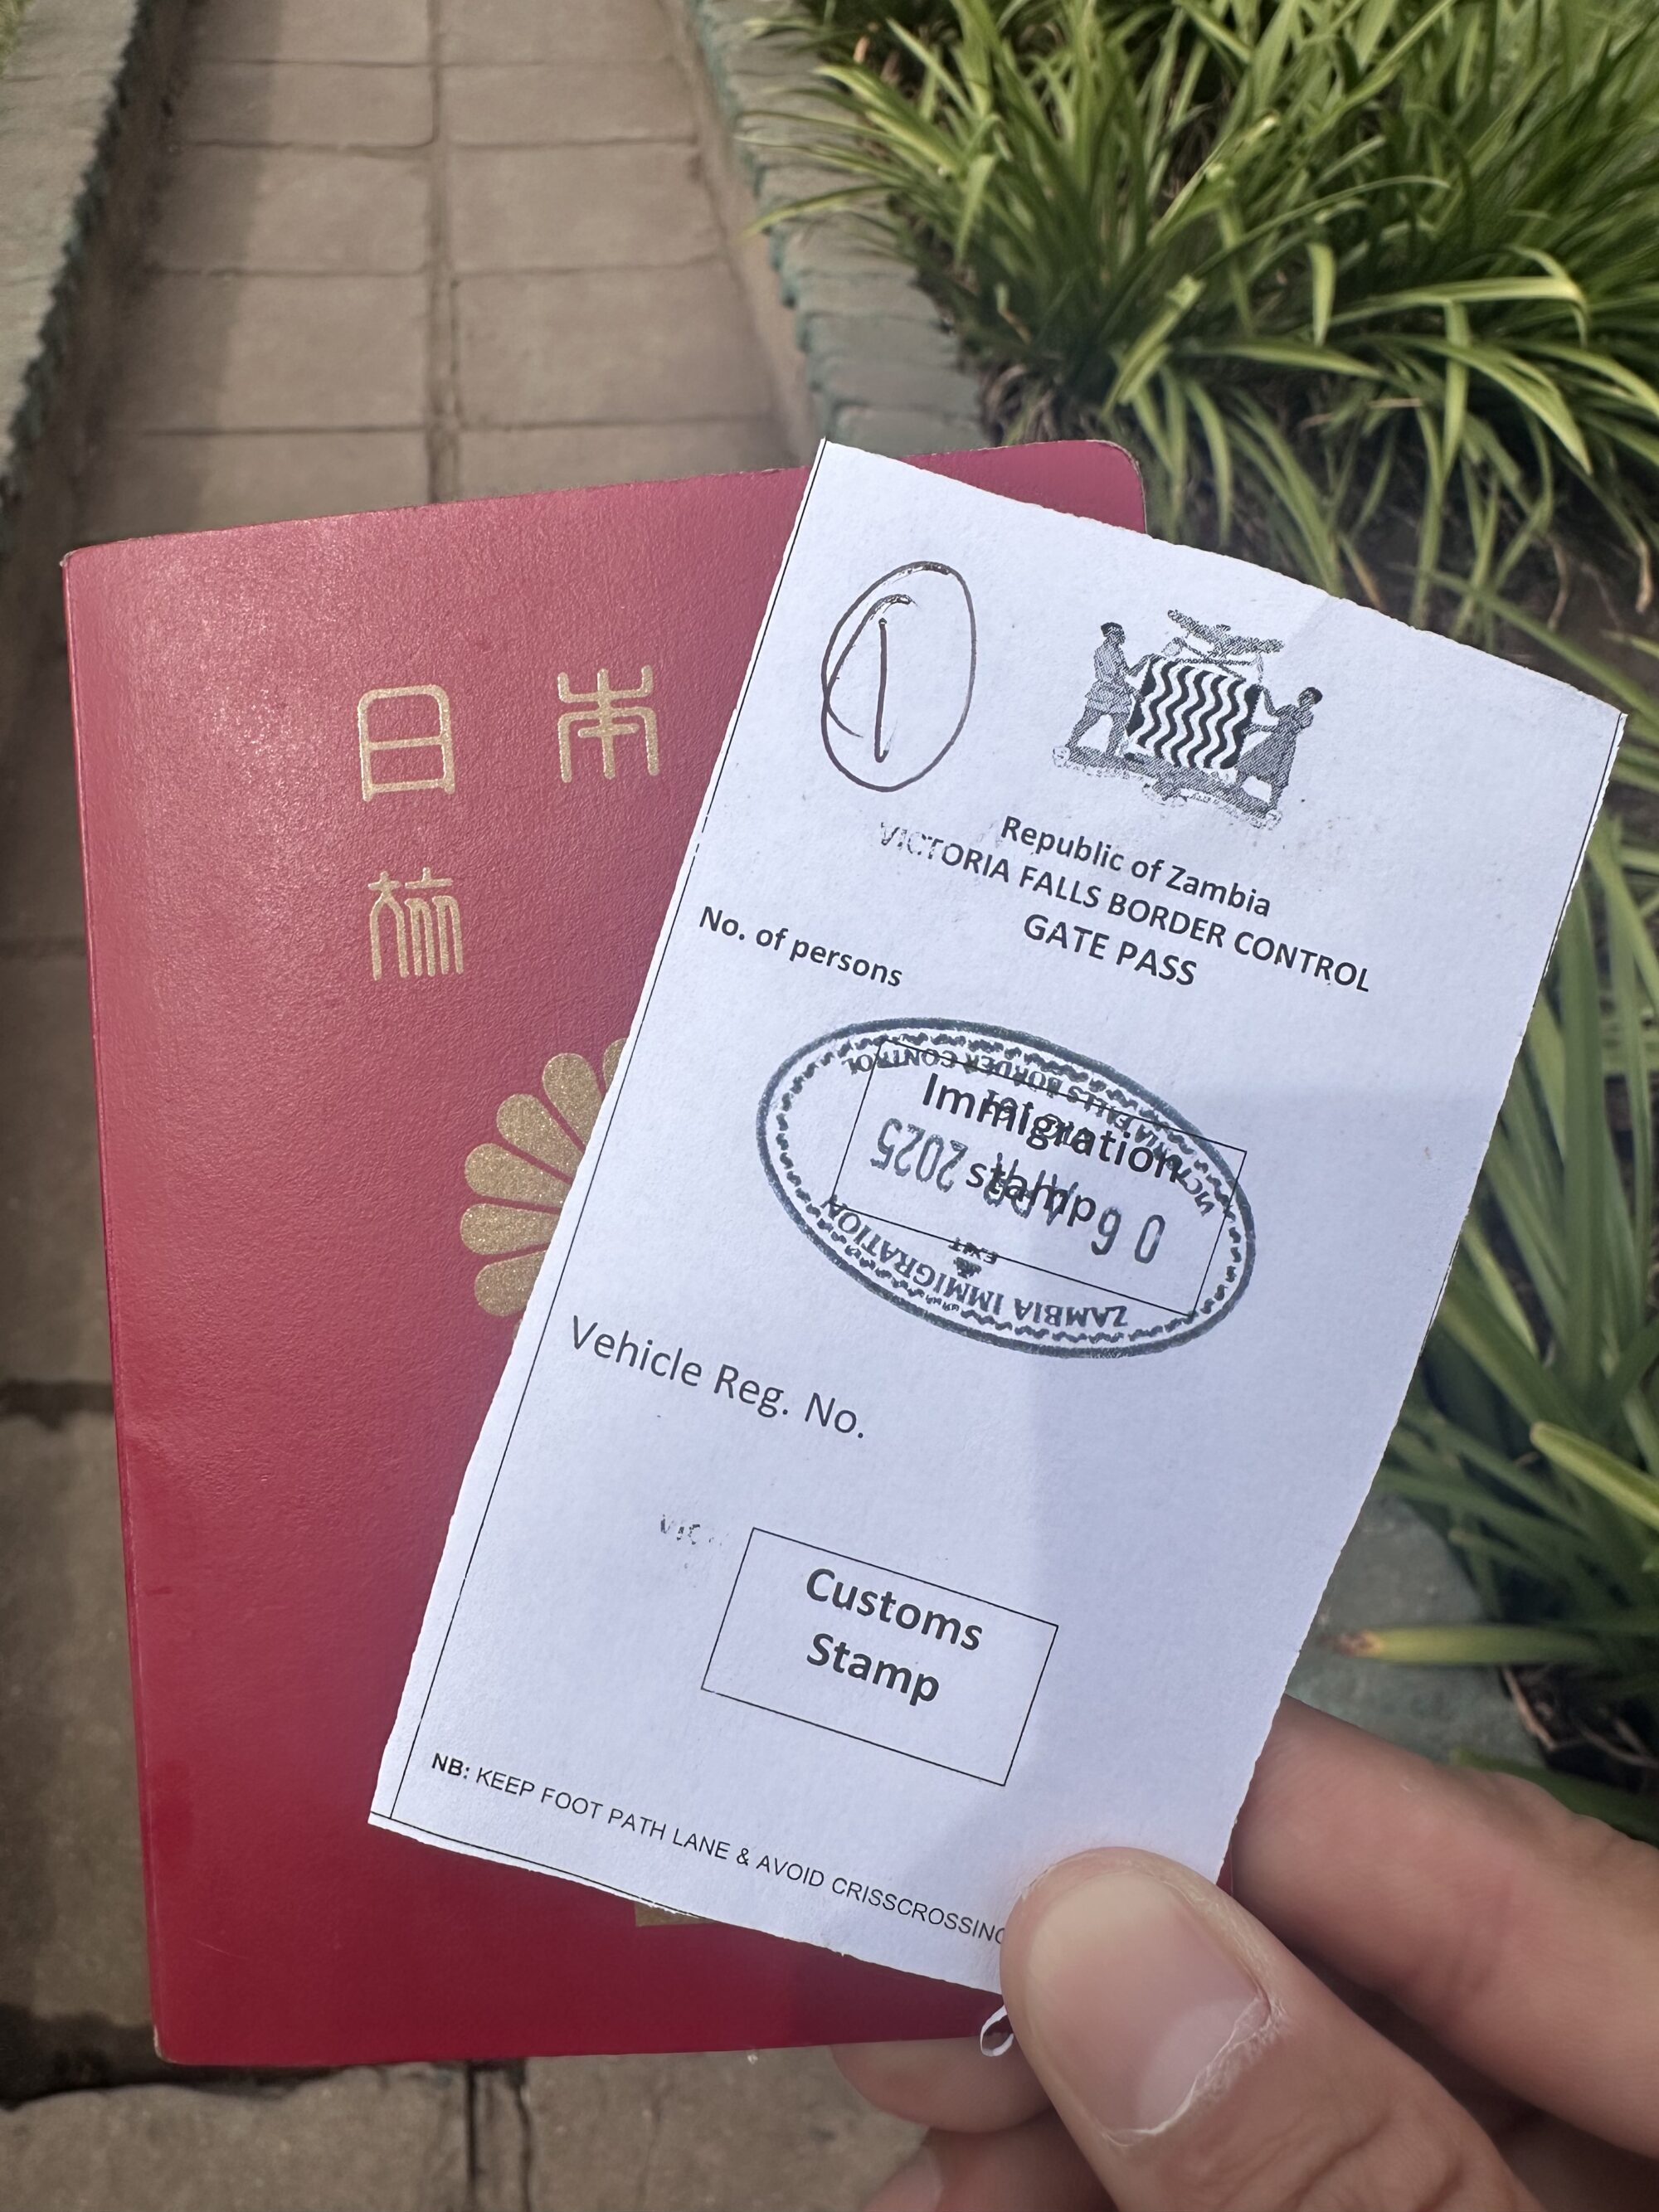 日本
旅
1
Republic of Zambia
VICTORIA FALLS BORDER CONTROL
GATE PASS
No. of persons
Immigration
stamp
ZAMBIA IMMIGRATION
EXIT
06 2025
VICTORIA FALLS BORDER CONTROL
Vehicle Reg. No.
VIC
Customs
Stamp
NB: KEEP FOOT PATH LANE & AVOID CRISSCROSSING